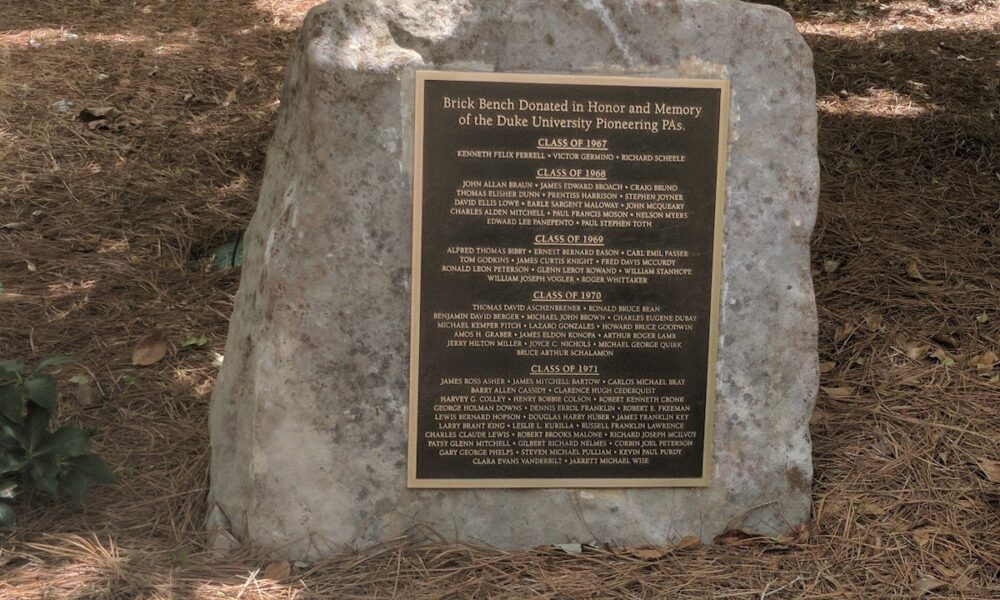 Brick Bench Donated in Honor and Memory
of the Duke University Pioneering PAs.
CLASS OF 1967
KENNETH FELIX FERRELL • VICTOR GERMINO • RICHARD SCHEELE
CLASS OF 1968
JOHN ALLAN BRAUN • JAMES EDWARD BROACH • CRAIG BRUNO
THOMAS ELISHER DUNN • PRENTISS HARRISON • STEPHEN JOYNER
DAVID ELLIS LOWE • EARLE SARGENT MALOWAY • JOHN MCQUEARY
CHARLES ALDEN MITCHELL • PAUL FRANCIS MOSON • NELSON MYERS
EDWARD LEE PANEPENTO • PAUL STEPHEN TOTH
CLASS OF 1969
ALFRED THOMAS BIBBY • ERNEST BERNARD EASON • CARL EMIL FASSER
TOM GODKINS • JAMES CURTIS KNIGHT • FRED DAVIS MCCURDY
RONALD LEON PETERSON • GLENN LEROY ROWAND • WILLIAM STANHOPE
WILLIAM JOSEPH VOGLER • ROGER WHITTAKER
CLASS OF 1970
THOMAS DAVID ASCHENBRENER • RONALD BRUCE BEAN
BENJAMIN DAVID BERGER • MICHAEL JOHN BROWN • CHARLES EUGENE DUBAY
MICHAEL KEMPER FITCH • LAZARO GONZALES • HOWARD BRUCE GOODWIN
AMOS H. GRABER • JAMES ELDON KONOPA • ARTHUR ROGER LAMB
JERRY HILTON MILLER • JOYCE C. NICHOLS • MICHAEL GEORGE QUIRK
BRUCE ARTHUR SCHALAMON
CLASS OF 1971
JAMES ROSS ASHER • JAMES MITCHELL BARTOW • CARLOS MICHAEL BRAY
BARRY ALLEN CASSIDY • CLARENCE HUGH CEDERQUIST
HARVEY G. COLLEY • HENRY BOBBIE COLSON • ROBERT KENNETH CRONK
GEORGE HOLMAN DOWNS • DENNIS ERROL FRANKLIN • ROBERT E. FREEMAN
LEWIS BERNARD HOPSON • DOUGLAS HARRY HUBER • JAMES FRANKLIN KEY
LARRY BRANT KING • LESLIE L. KURILLA • RUSSELL FRANKLIN LAWRENCE
CHARLES CLAUDE LEWIS • ROBERT BROOKS MALONE • RICHARD JOSEPH MCILVOY
PATSY GLENN MITCHELL • GILBERT RICHARD NELMES • CORBIN JOEL PETERSON
GARY GEORGE PHELPS • STEVEN MICHAEL PULLIAM • KEVIN PAUL PURDY
CLARA EVANS VANDERBILT • JARRETT MICHAEL WISE